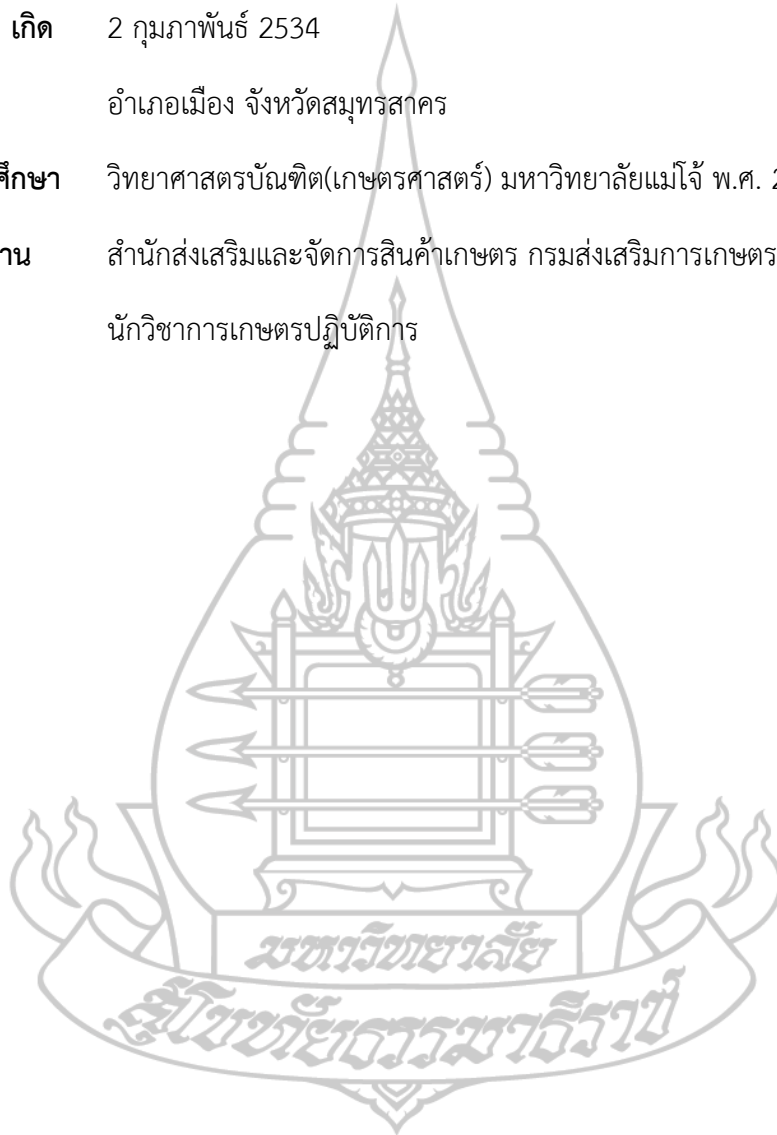 เกิด 2 กุมภาพันธ์ 2534
อำเภอเมือง จังหวัดสมุทรสาคร
ศึกษา วิทยาศาสตรบัณฑิต(เกษตรศาสตร์) มหาวิทยาลัยแม่โจ้ พ.ศ. 2
าน สำนักส่งเสริมและจัดการสินค้าเกษตร กรมส่งเสริมการเกษตร
นักวิชาการเกษตรปฏิบัติการ
มหาวิทยาลัย
สุโขทัยธรรมาธิราช